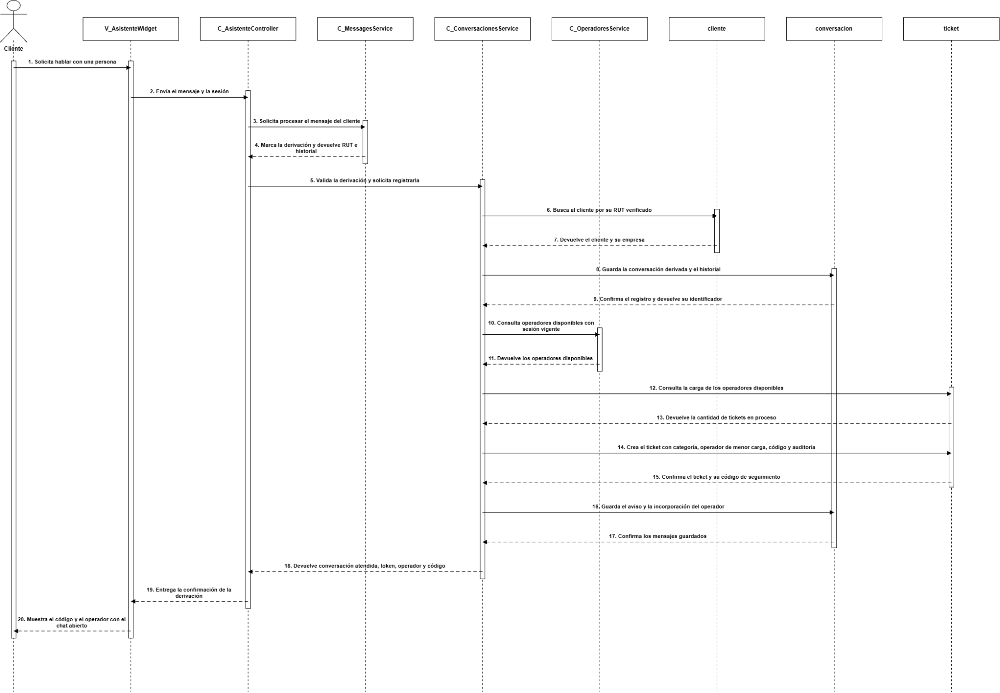 V_AsistenteWidget
C_AsistenteController
C_MessagesService
C_ConversacionesService
C_OperadoresService
cliente
conversacion
ticket
Cliente
1. Solicita hablar con una persona
2. Envía el mensaje y la sesión
3. Solicita procesar el mensaje del cliente
4. Marca la derivación y devuelve RUT e
historial
5. Valida la derivación y solicita registrarla
6. Busca al cliente por su RUT verificado
7. Devuelve el cliente y su empresa
8. Guarda la conversación derivada y el historial
9. Confirma el registro y devuelve su identificador
10. Consulta operadores disponibles con
sesión vigente
11. Devuelve los operadores disponibles
12. Consulta la carga de los operadores disponibles
13. Devuelve la cantidad de tickets en proceso
14. Crea el ticket con categoría, operador de menor carga, código y auditoría
15. Confirma el ticket y su código de seguimiento
16. Guarda el aviso y la incorporación del operador
17. Confirma los mensajes guardados
18. Devuelve conversación atendida, token, operador y código
19. Entrega la confirmación de la
derivación
20. Muestra el código y el operador con el
chat abierto